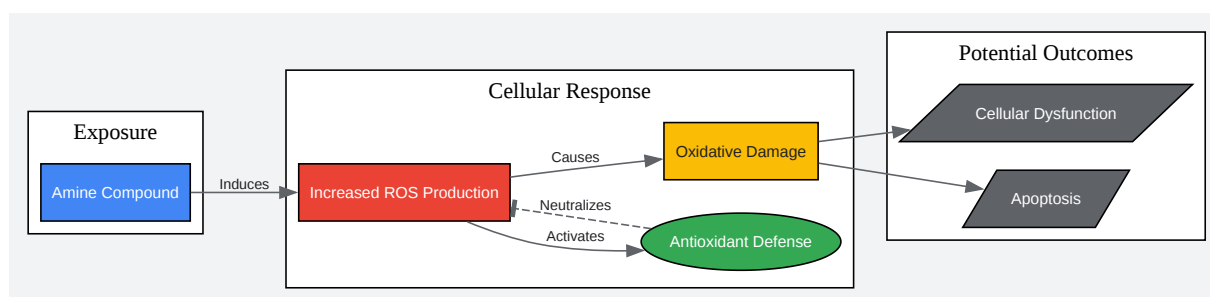 Exposure
Amine Compound
Induces
Cellular Response
Increased ROS Production
Causes
Oxidative Damage
Neutralizes
Activates
Antioxidant Defense
Potential Outcomes
Cellular Dysfunction
Apoptosis